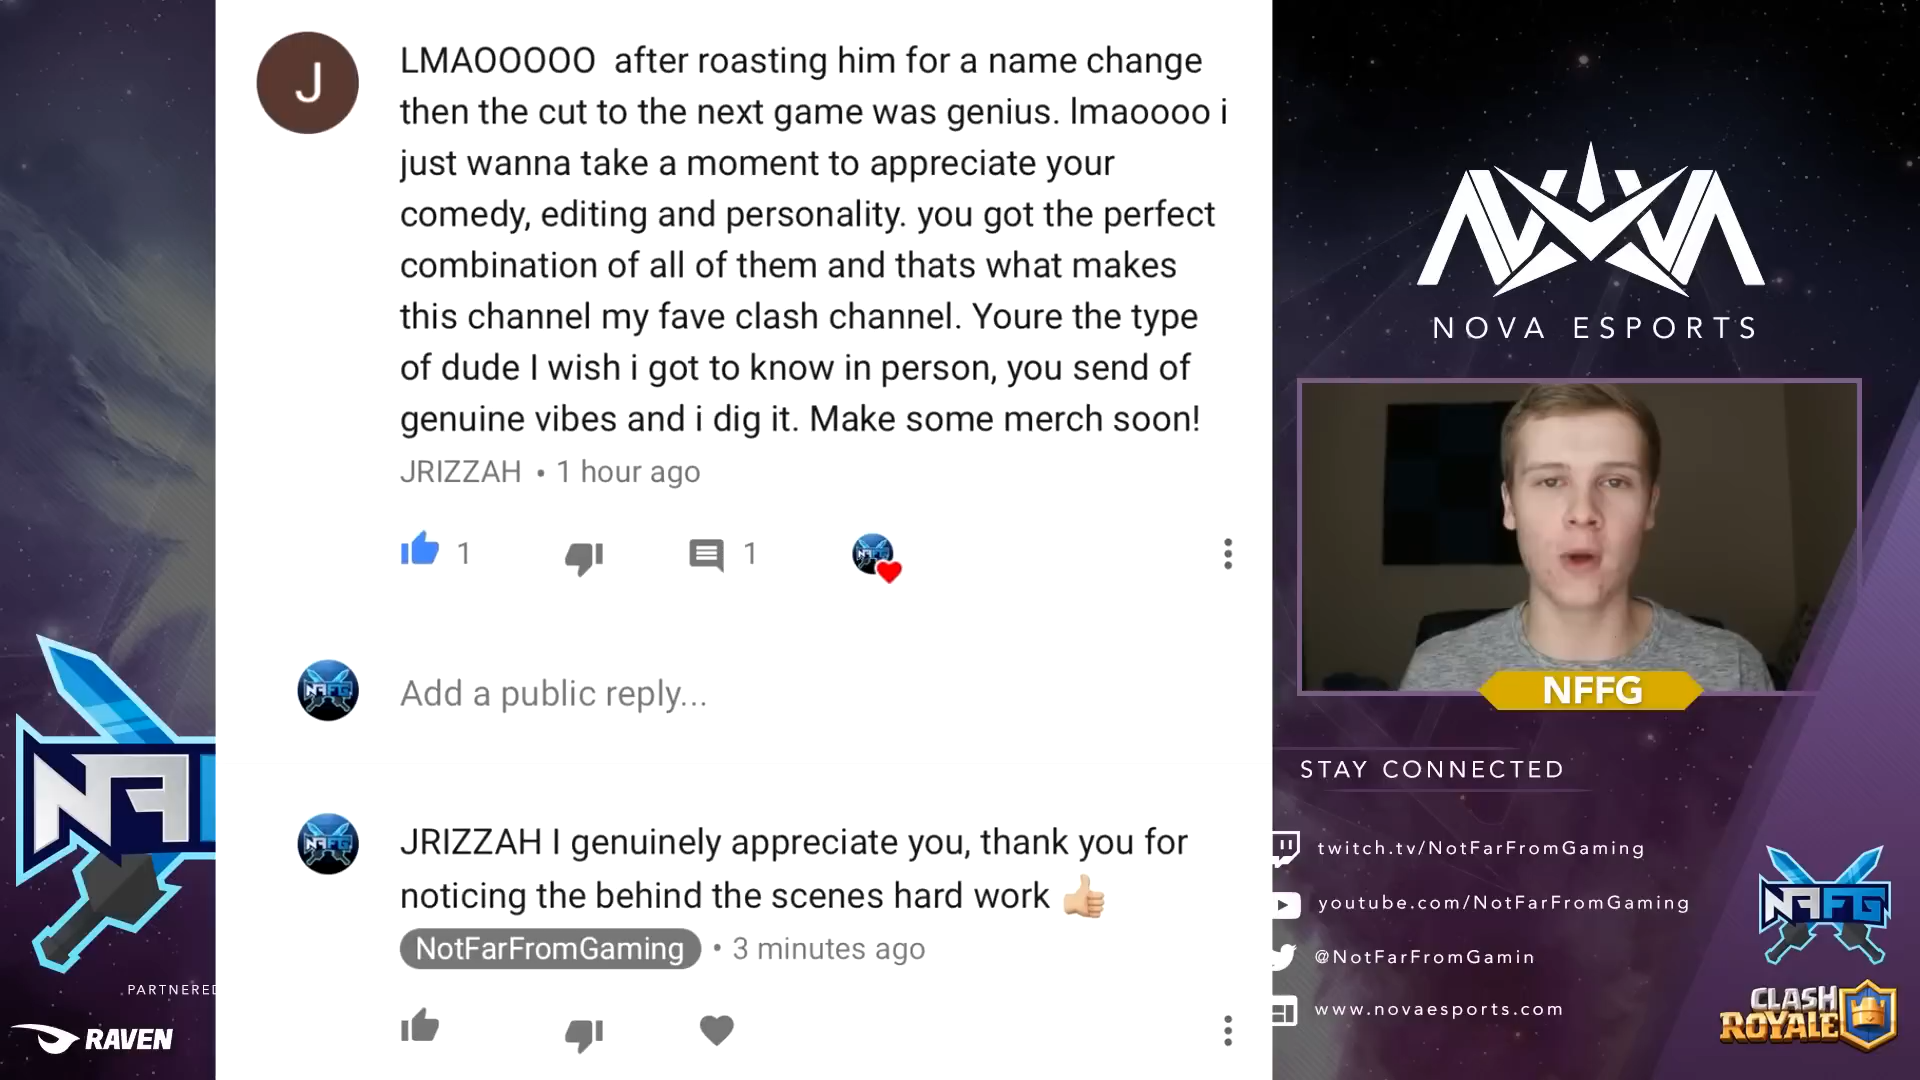 J
LMAOOOOO after roasting him for a name change
then the cut to the next game was genius. lmaoooo i
just wanna take a moment to appreciate your
comedy, editing and personality. you got the perfect
combination of all of them and thats what makes
this channel my fave clash channel. Youre the type
of dude I wish i got to know in person, you send of
genuine vibes and i dig it. Make some merch soon!
JRIZZAH • 1 hour ago
1
1
NFFG
Add a public reply...
NFFG
JRIZZAH I genuinely appreciate you, thank you for
noticing the behind the scenes hard work 👍🏼
NotFarFromGaming • 3 minutes ago
NF
PARTNERED
RAVEN
NOVA
NOVA ESPORTS
NFFG
STAY CONNECTED
twitch.tv/NotFarFromGaming
youtube.com/NotFarFromGaming
@NotFarFromGamin
www.novaesports.com
NFFG
CLASH
ROYALE